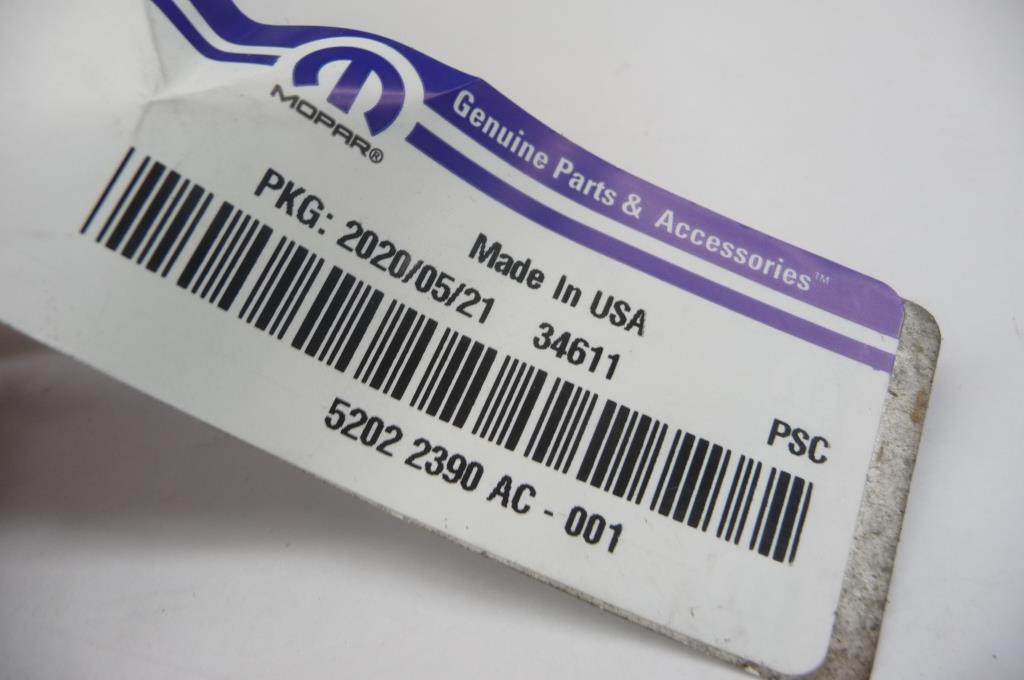 MOPAR®
Genuine Parts & Accessories™
Made In USA
PKG: 2020/05/21 34611
PSC
5202 2390 AC - 001